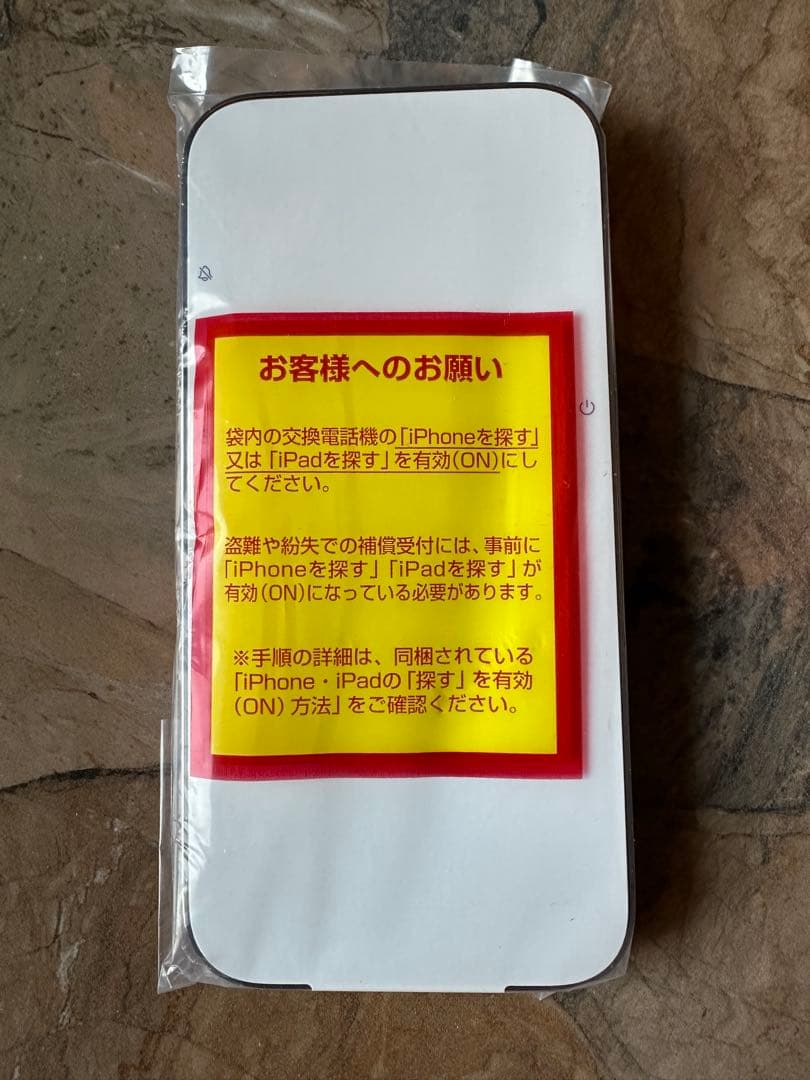 お客様へのお願い
袋内の交換電話機の「iPhoneを探す」
又は「iPadを探す」を有効(ON)にし
てください。
盗難や紛失での補償受付には、事前に
「iPhoneを探す」「iPadを探す」が
有効(ON)になっている必要があります。
※手順の詳細は、同梱されている
「iPhone・iPadの「探す」を有効
(ON)方法」をご確認ください。